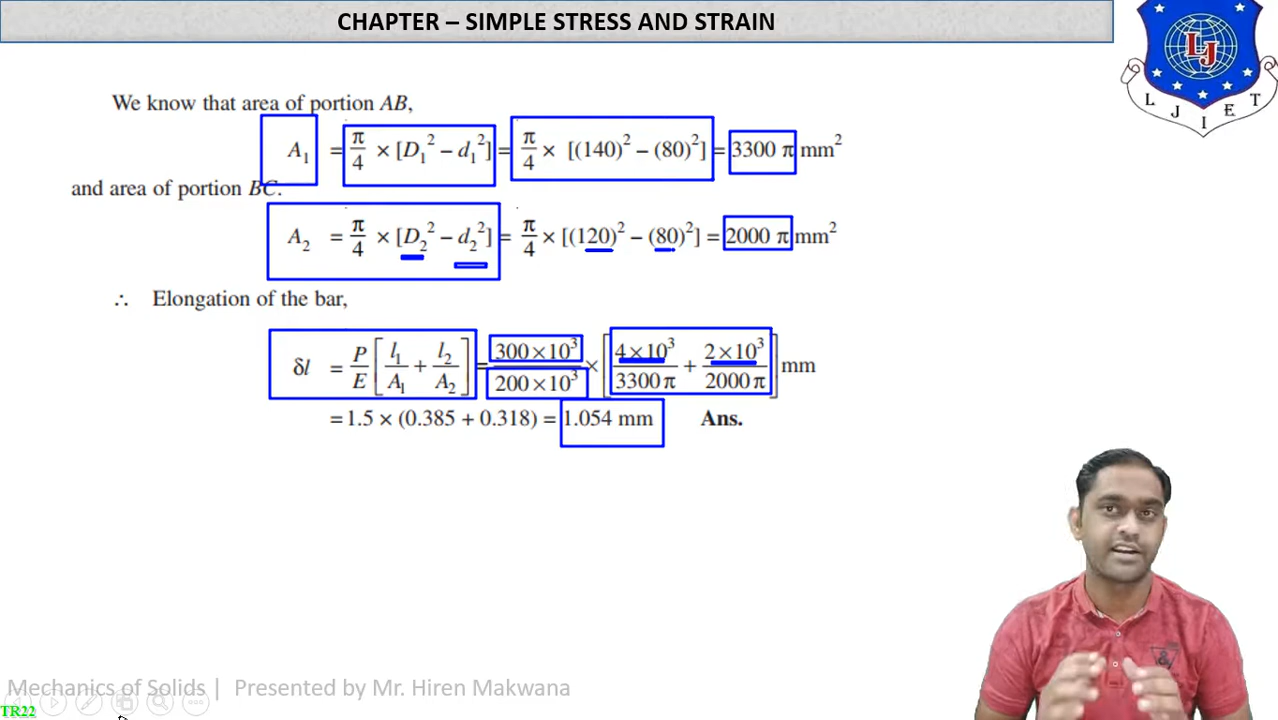 CHAPTER – SIMPLE STRESS AND STRAIN
LJ
L J I E T
We know that area of portion AB,
A₁ = π/4 × [D₁² − d₁²] = π/4 × [(140)² − (80)²] = 3300 π mm²
and area of portion BC.
A₂ = π/4 × [D₂² − d₂²] = π/4 × [(120)² − (80)²] = 2000 π mm²
∴ Elongation of the bar,
δl = P/E [l₁/A₁ + l₂/A₂] = 300×10³/200×10³ × [4×10³/3300π + 2×10³/2000π] mm
= 1.5 × (0.385 + 0.318) = 1.054 mm Ans.
Mechanics of Solids | Presented by Mr. Hiren Makwana
TR22